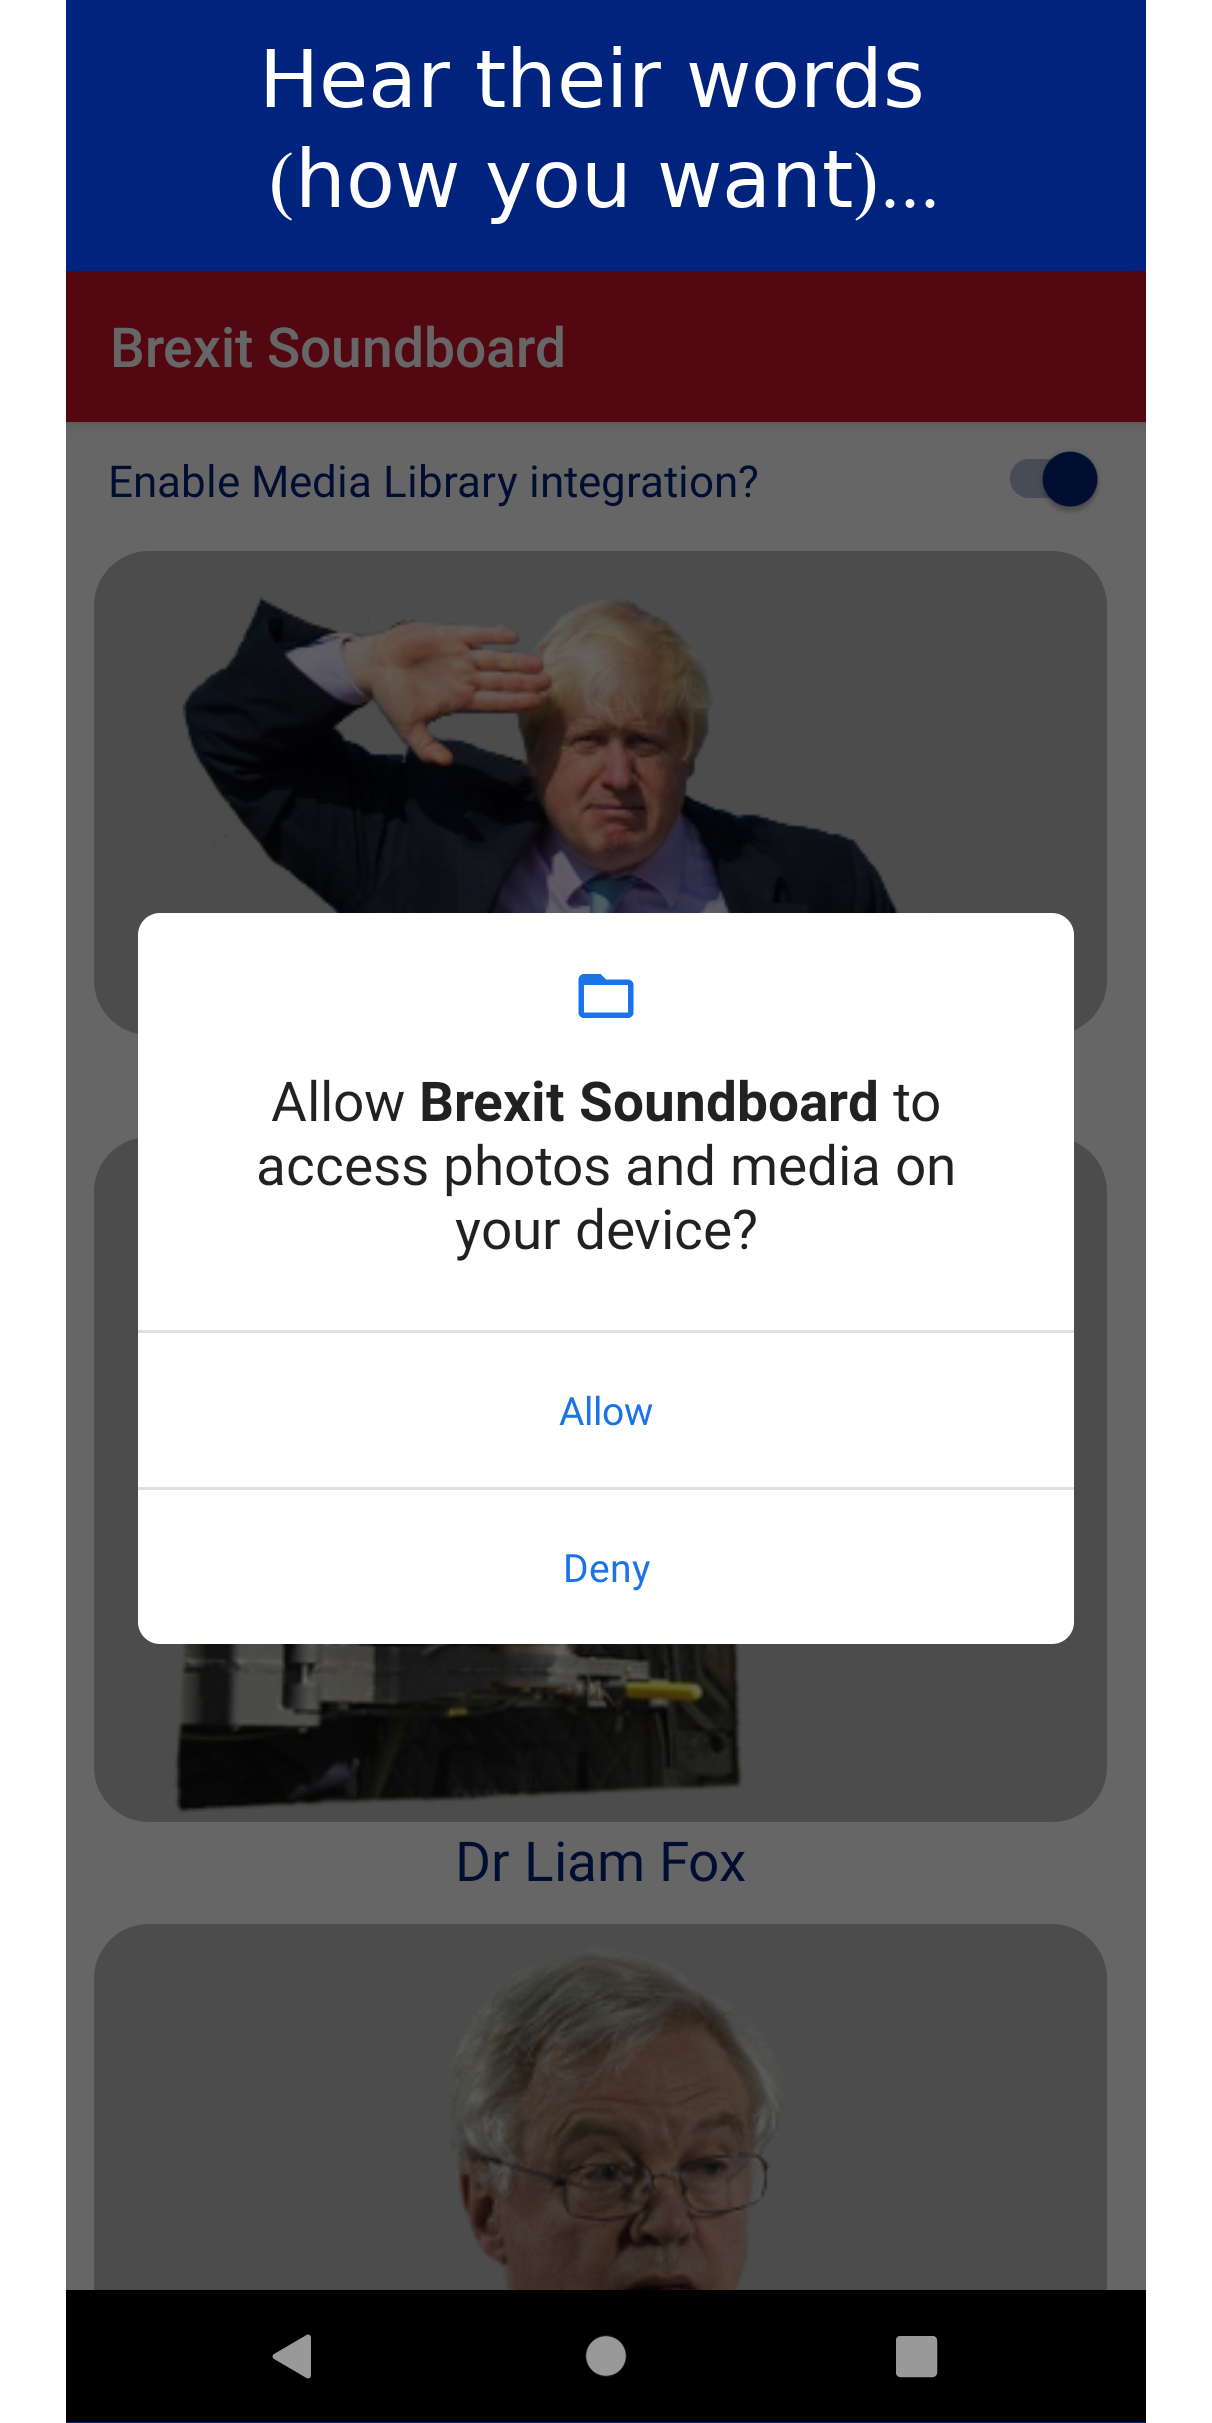 Hear their words
(how you want)...
Brexit Soundboard
Enable Media Library integration?
Allow Brexit Soundboard to
access photos and media on
your device?
Allow
Deny
Dr Liam Fox